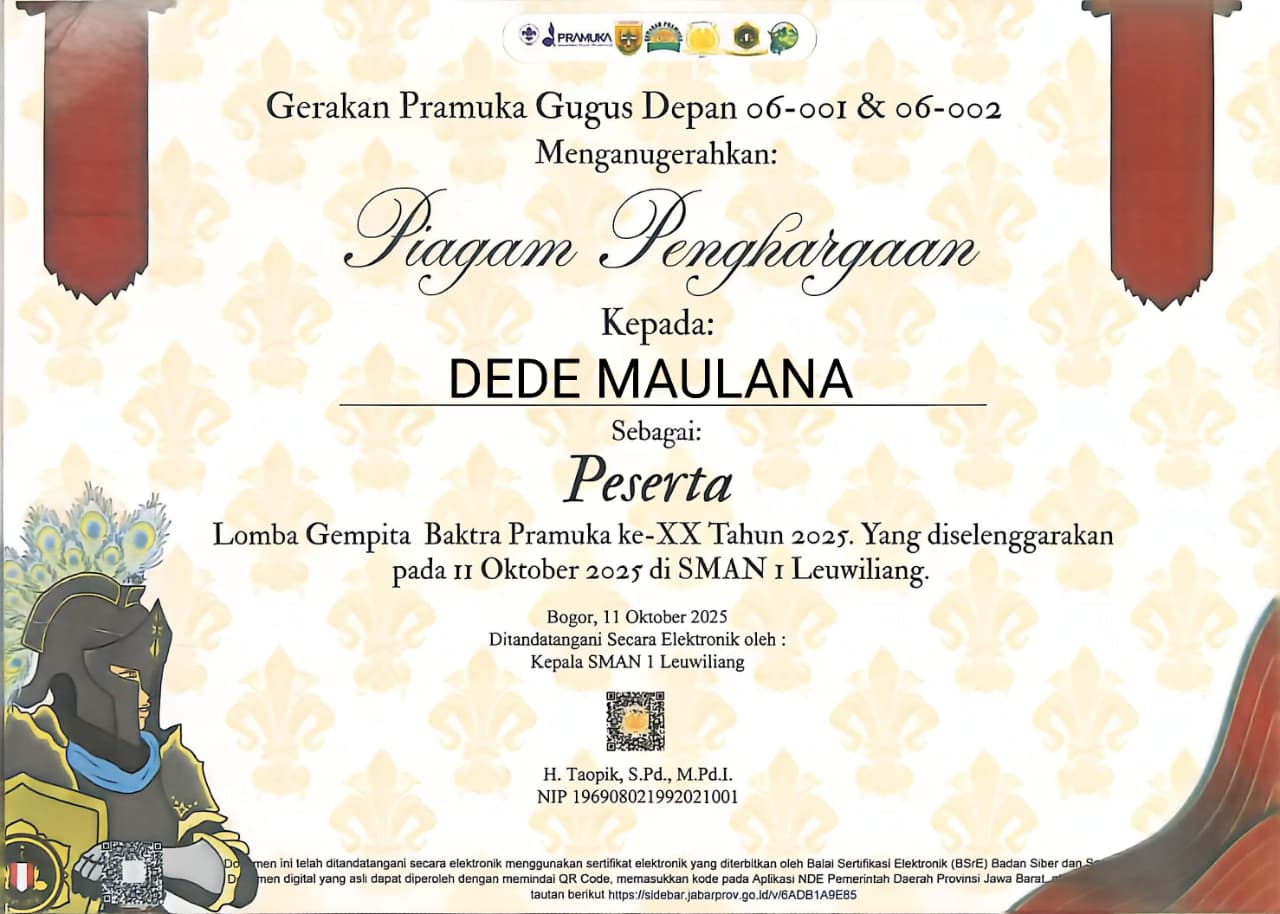 PRAMUKA
Gerakan Pramuka Gugus Depan 06-001 & 06-002
Menganugerahkan:
Piagam Penghargaan
Kepada:
DEDE MAULANA
Sebagai:
Peserta
Lomba Gempita Baktra Pramuka ke-XX Tahun 2025. Yang diselenggarakan
pada 11 Oktober 2025 di SMAN 1 Leuwiliang.
Bogor, 11 Oktober 2025
Ditandatangani Secara Elektronik oleh :
Kepala SMAN 1 Leuwiliang
H. Taopik, S.Pd., M.Pd.I.
NIP 196908021992021001
ini telah ditandatangani secara elektronik menggunakan sertifikat elektronik yang diterbitkan oleh Balai Sertifikasi Elektronik (BSrE) Badan Siber dan
digital yang asli dapat diperoleh dengan memindai QR Code, memasukkan kode pada Aplikasi NDE Pemerintah Daerah Provinsi Jawa Barat
tautan berikut https://sidebar.jabarprov.go.id/v/6ADB1A9E85